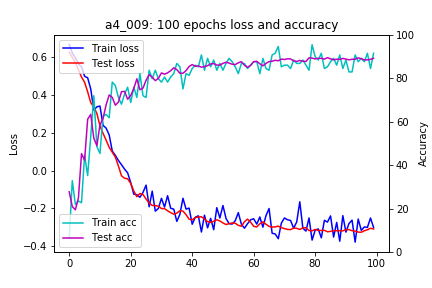 a4_009: 100 epochs loss and accuracy
Train loss
Test loss
Train acc
Test acc
Loss
0.6
0.4
0.2
0.0
−0.2
−0.4
Accuracy
100
80
60
40
20
0
0 20 40 60 80 100